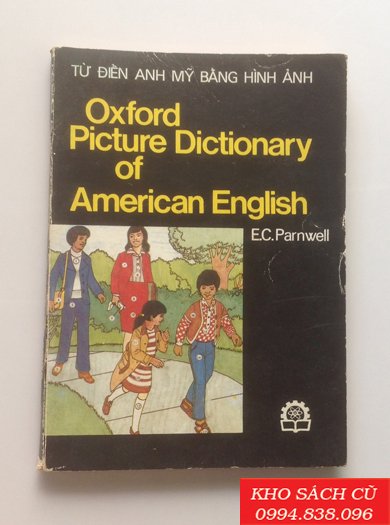 TỪ ĐIỂN ANH MỸ BẰNG HÌNH ẢNH
Oxford
Picture Dictionary
of
American English
E.C.Parnwell
KHO SÁCH CŨ
0994.838.096